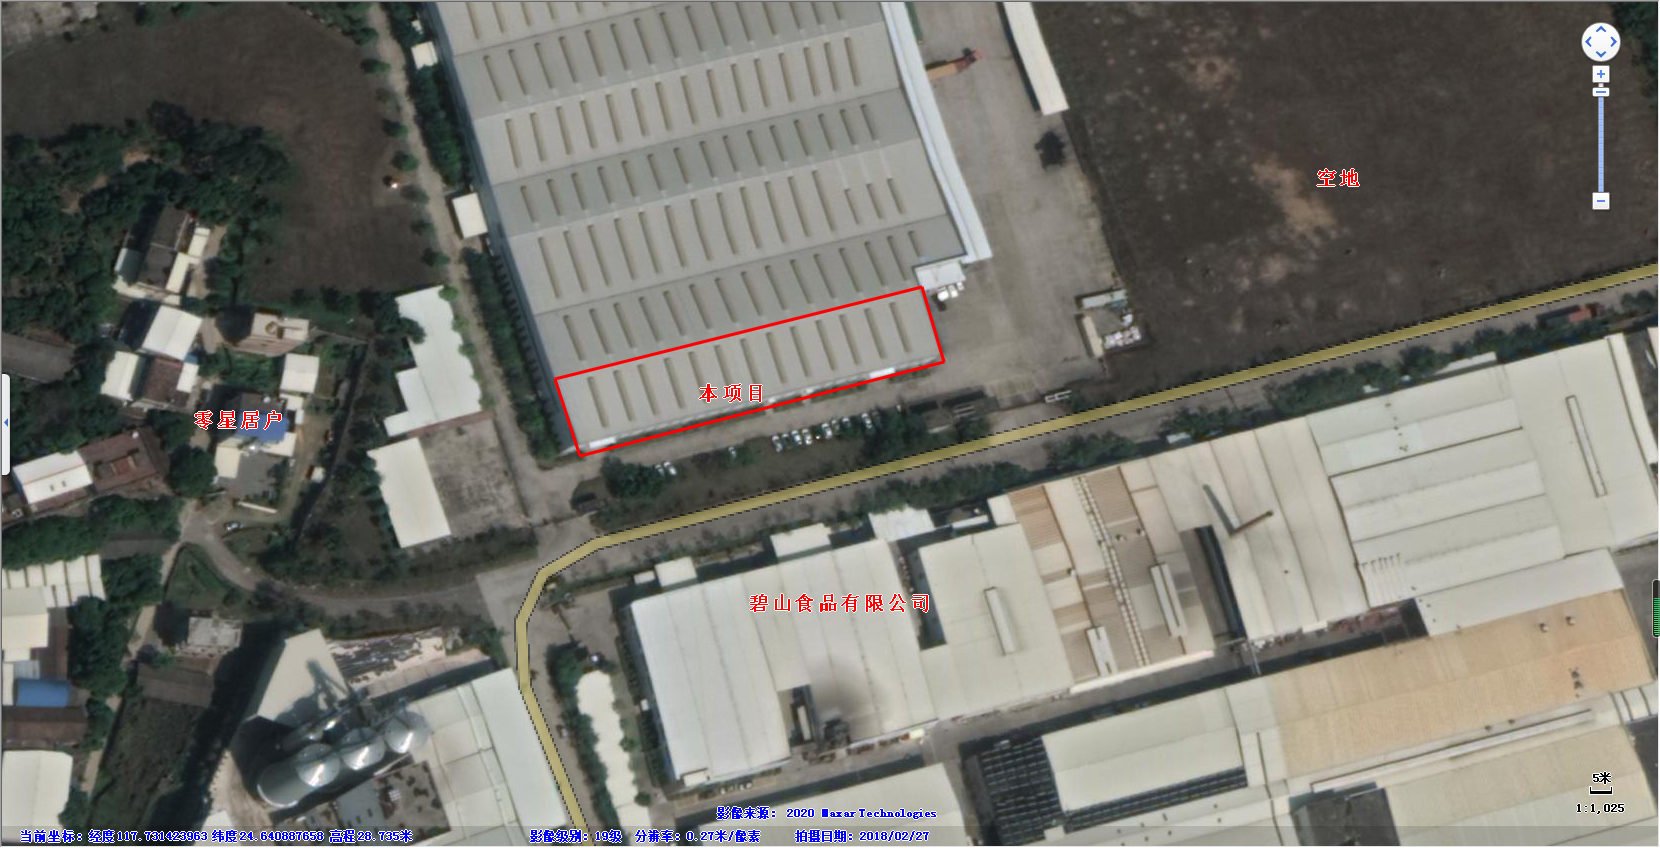 空地
本项目
零星居户
碧山食品有限公司
5米
1:1,025
影像来源: 2020 MaxarTechnologies
当前坐标: 经度117.731423963 纬度24.640887658 高程28.735米 影像级别: 19级 分辨率: 0.27米/像素 拍摄日期: 2018/02/27